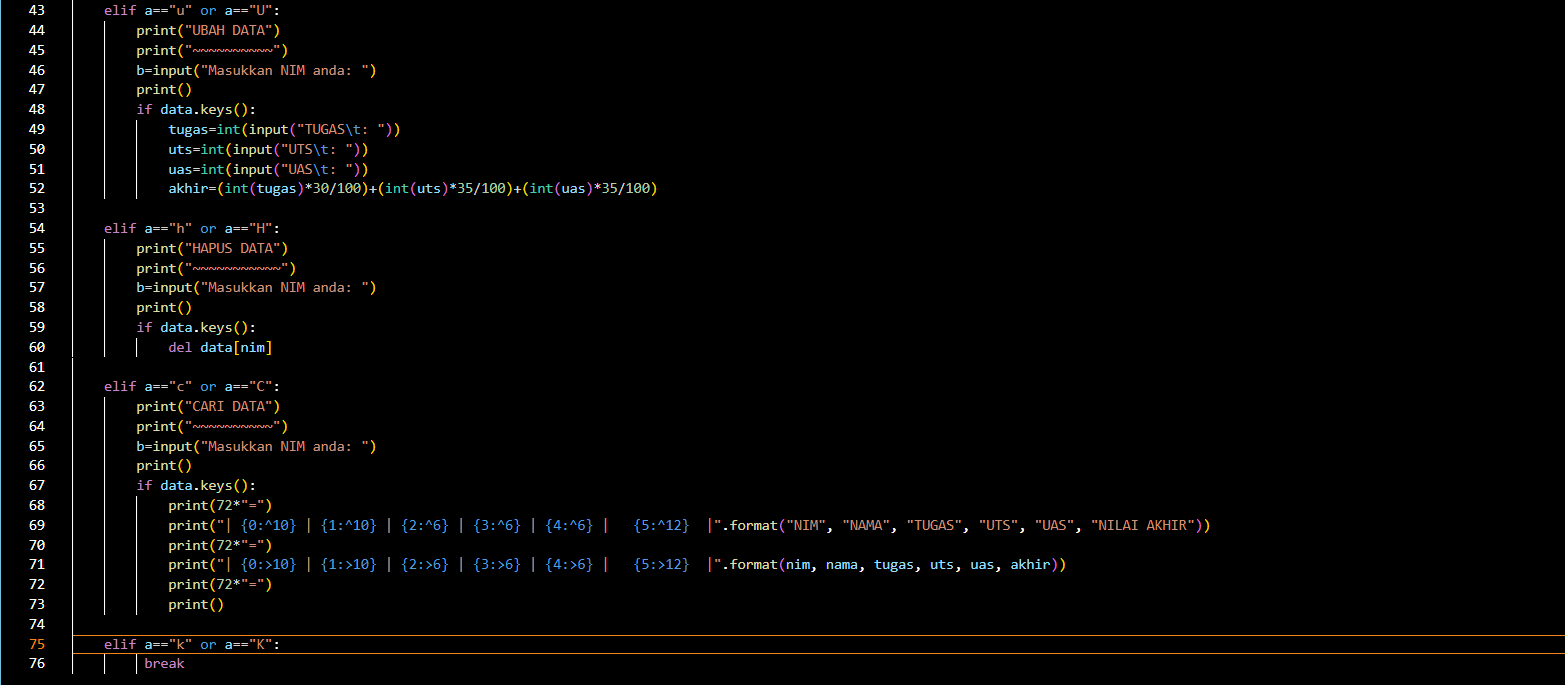 43 elif a=="u" or a=="U":
44 print("UBAH DATA")
45 print("~~~~~~~~~~")
46 b=input("Masukkan NIM anda: ")
47 print()
48 if data.keys():
49 tugas=int(input("TUGAS\t: "))
50 uts=int(input("UTS\t: "))
51 uas=int(input("UAS\t: "))
52 akhir=(int(tugas)*30/100)+(int(uts)*35/100)+(int(uas)*35/100)
53
54 elif a=="h" or a=="H":
55 print("HAPUS DATA")
56 print("~~~~~~~~~~~")
57 b=input("Masukkan NIM anda: ")
58 print()
59 if data.keys():
60 del data[nim]
61
62 elif a=="c" or a=="C":
63 print("CARI DATA")
64 print("~~~~~~~~~~")
65 b=input("Masukkan NIM anda: ")
66 print()
67 if data.keys():
68 print(72*"=")
69 print("| {0:^10} | {1:^10} | {2:^6} | {3:^6} | {4:^6} |   {5:^12}  |".format("NIM", "NAMA", "TUGAS", "UTS", "UAS", "NILAI AKHIR"))
70 print(72*"=")
71 print("| {0:>10} | {1:>10} | {2:>6} | {3:>6} | {4:>6} |   {5:>12}  |".format(nim, nama, tugas, uts, uas, akhir))
72 print(72*"=")
73 print()
74
75 elif a=="k" or a=="K":
76 break